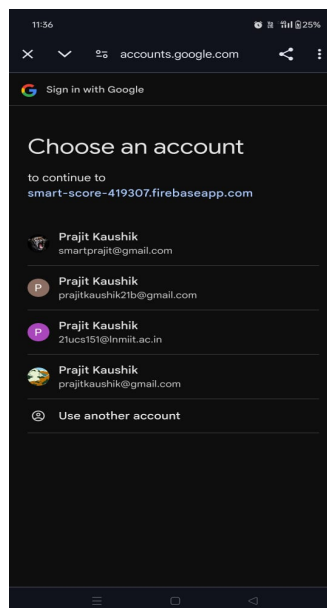 11:36
25%
accounts.google.com
Sign in with Google
Choose an account
to continue to
smart-score-419307.firebaseapp.com
Prajit Kaushik
smartprajit@gmail.com
P
Prajit Kaushik
prajitkaushik21b@gmail.com
P
Prajit Kaushik
21ucs151@lnmiit.ac.in
Prajit Kaushik
prajitkaushik@gmail.com
Use another account